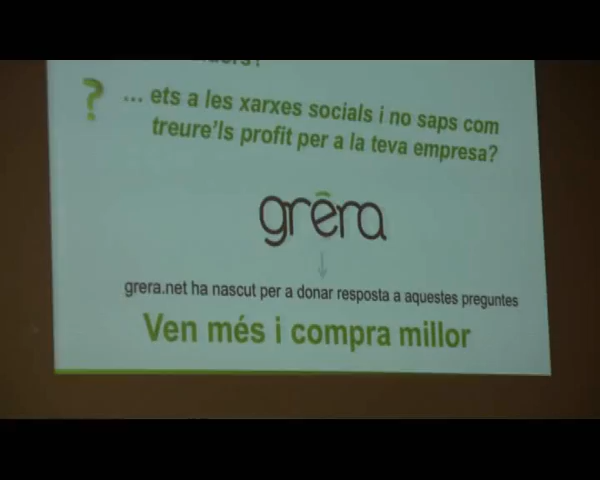 ?
... ets a les xarxes socials i no saps com
treure'ls profit per a la teva empresa?
grêra
grera.net ha nascut per a donar resposta a aquestes preguntes
Ven més i compra millor